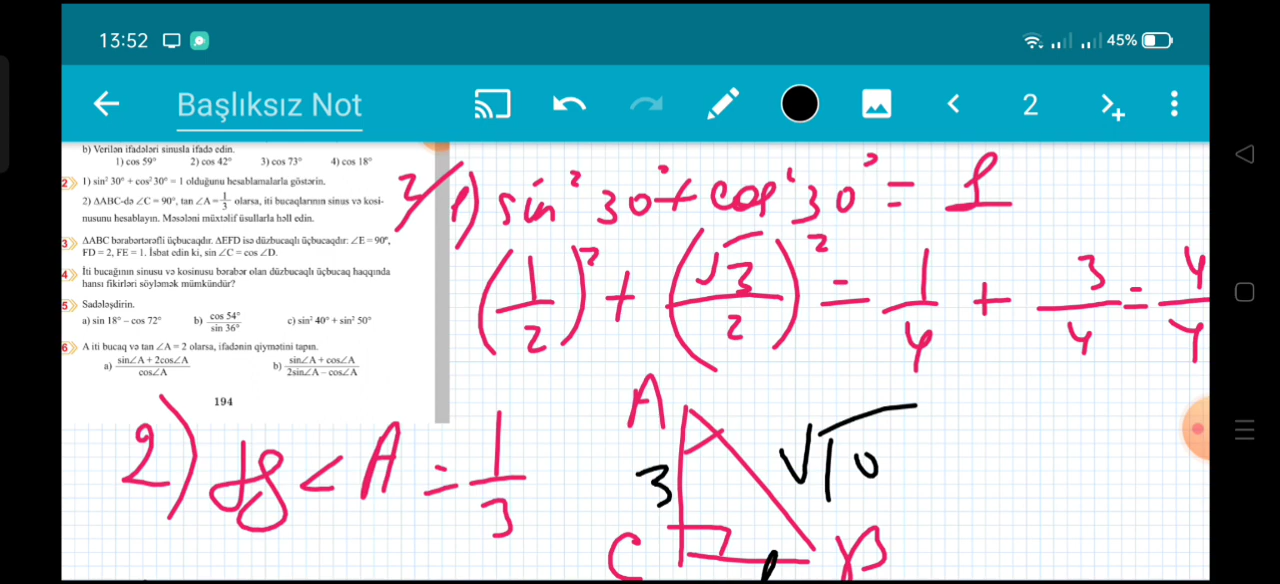 13:52 45%
Başlıksız Not 2
b) Verilən ifadələri sinusla ifadə edin.
1) cos 59° 2) cos 42° 3) cos 73° 4) cos 18°
2 1) sin² 30° + cos² 30° = 1 olduğunu hesablamalarla göstərin.
2) ΔABC-də ∠C = 90°, tan ∠A = 1/3 olarsa, iti bucaqlarının sinus və kosi-
nusunu hesablayın. Məsələni müxtəlif üsullarla həll edin.
3 ΔABC bərabərtərəfli üçbucaqdır. ΔEFD isə düzbucaqlı üçbucaqdır: ∠E = 90°,
FD = 2, FE = 1. İsbat edin ki, sin ∠C = cos ∠D.
4 İti bucağının sinusu və kosinusu bərabər olan düzbucaqlı üçbucaq haqqında
hansı fikirləri söyləmək mümkündür?
5 Sadələşdirin.
a) sin 18° − cos 72° b) cos 54° / sin 36° c) sin² 40° + sin² 50°
6 A iti bucaq və tan ∠A = 2 olarsa, ifadənin qiymətini tapın.
a) sin∠A + 2cos∠A / cos∠A b) sin∠A + cos∠A / 2sin∠A − cos∠A
194
1) sin² 30° + cos² 30° = 1
(1/2)² + (√3/2)² = 1/4 + 3/4 = 4/4
2) tg < A = 1/3
A
3 √10
C B